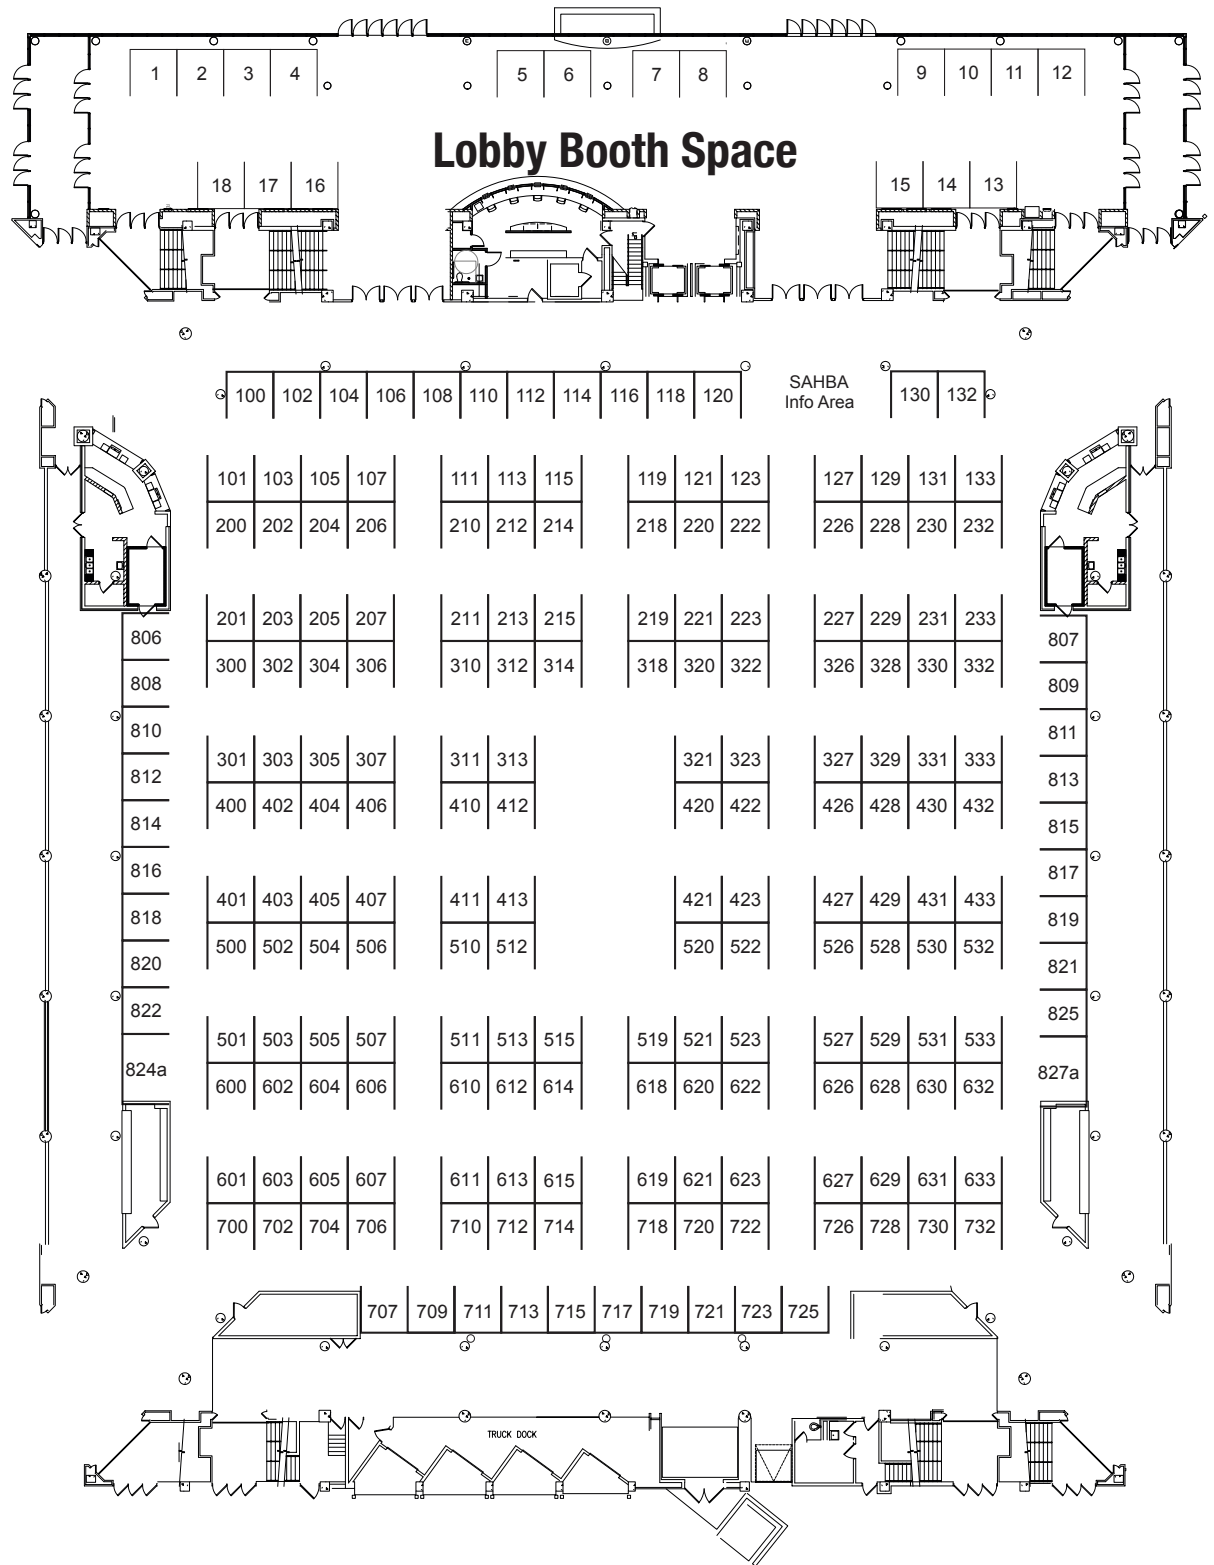 1 2 3 4 5 6 7 8 9 10 11 12
Lobby Booth Space
18 17 16 15 14 13
SAHBA
Info Area
100 102 104 106 108 110 112 114 116 118 120 130 132
101 103 105 107 111 113 115 119 121 123 127 129 131 133
200 202 204 206 210 212 214 218 220 222 226 228 230 232
201 203 205 207 211 213 215 219 221 223 227 229 231 233
806 807
300 302 304 306 310 312 314 318 320 322 326 328 330 332
808 809
810 811
301 303 305 307 311 313 321 323 327 329 331 333
812 813
400 402 404 406 410 412 420 422 426 428 430 432
814 815
816 817
401 403 405 407 411 413 421 423 427 429 431 433
818 819
500 502 504 506 510 512 520 522 526 528 530 532
820 821
822 825
501 503 505 507 511 513 515 519 521 523 527 529 531 533
824a 827a
600 602 604 606 610 612 614 618 620 622 626 628 630 632
601 603 605 607 611 613 615 619 621 623 627 629 631 633
700 702 704 706 710 712 714 718 720 722 726 728 730 732
707 709 711 713 715 717 719 721 723 725
TRUCK DOCK